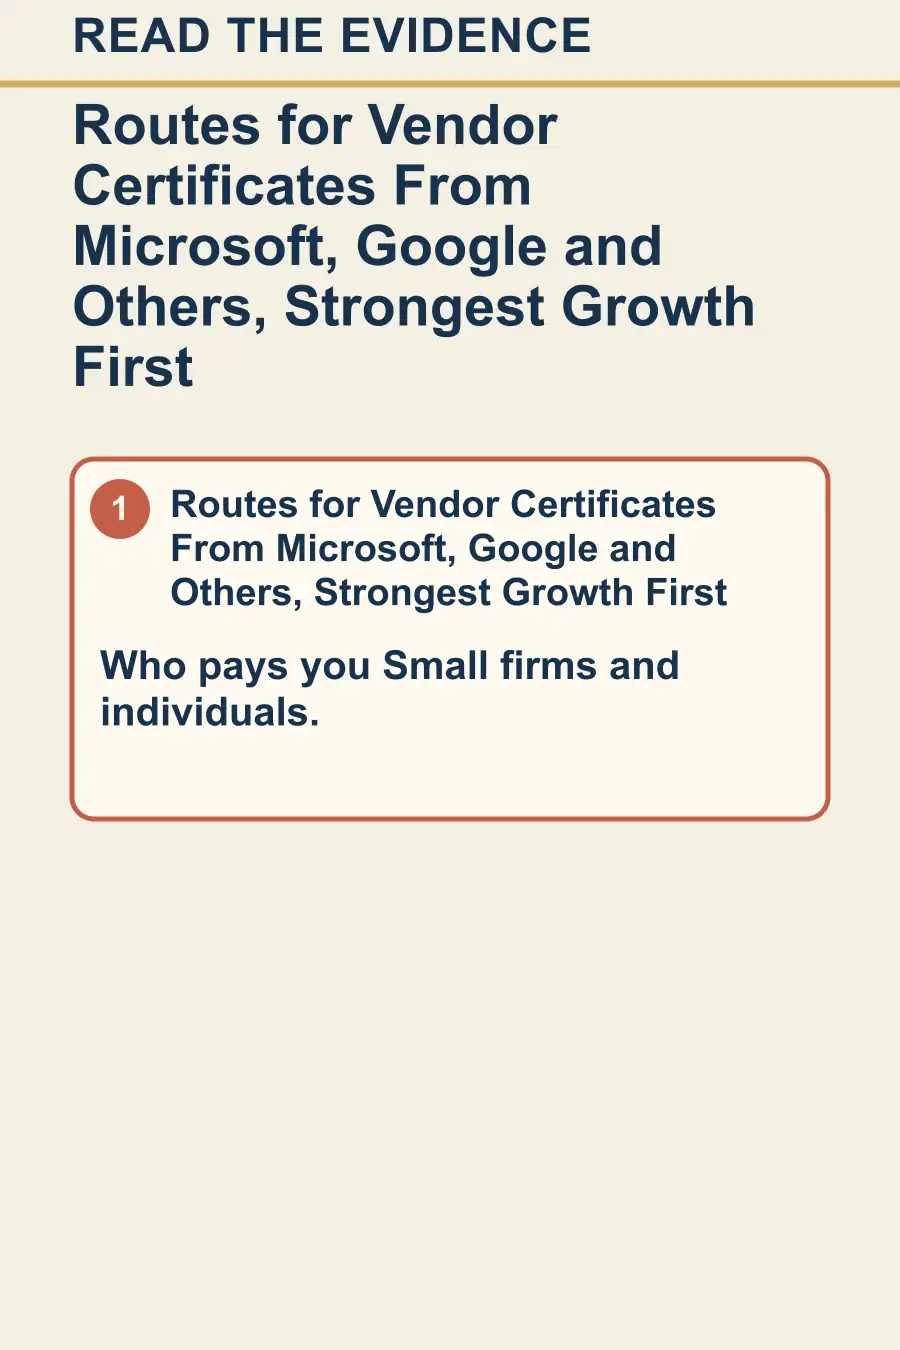 READ THE EVIDENCE
Routes for Vendor
Certificates From
Microsoft, Google and
Others, Strongest Growth
First
1
Routes for Vendor Certificates
From Microsoft, Google and
Others, Strongest Growth First
Who pays you Small firms and
individuals.